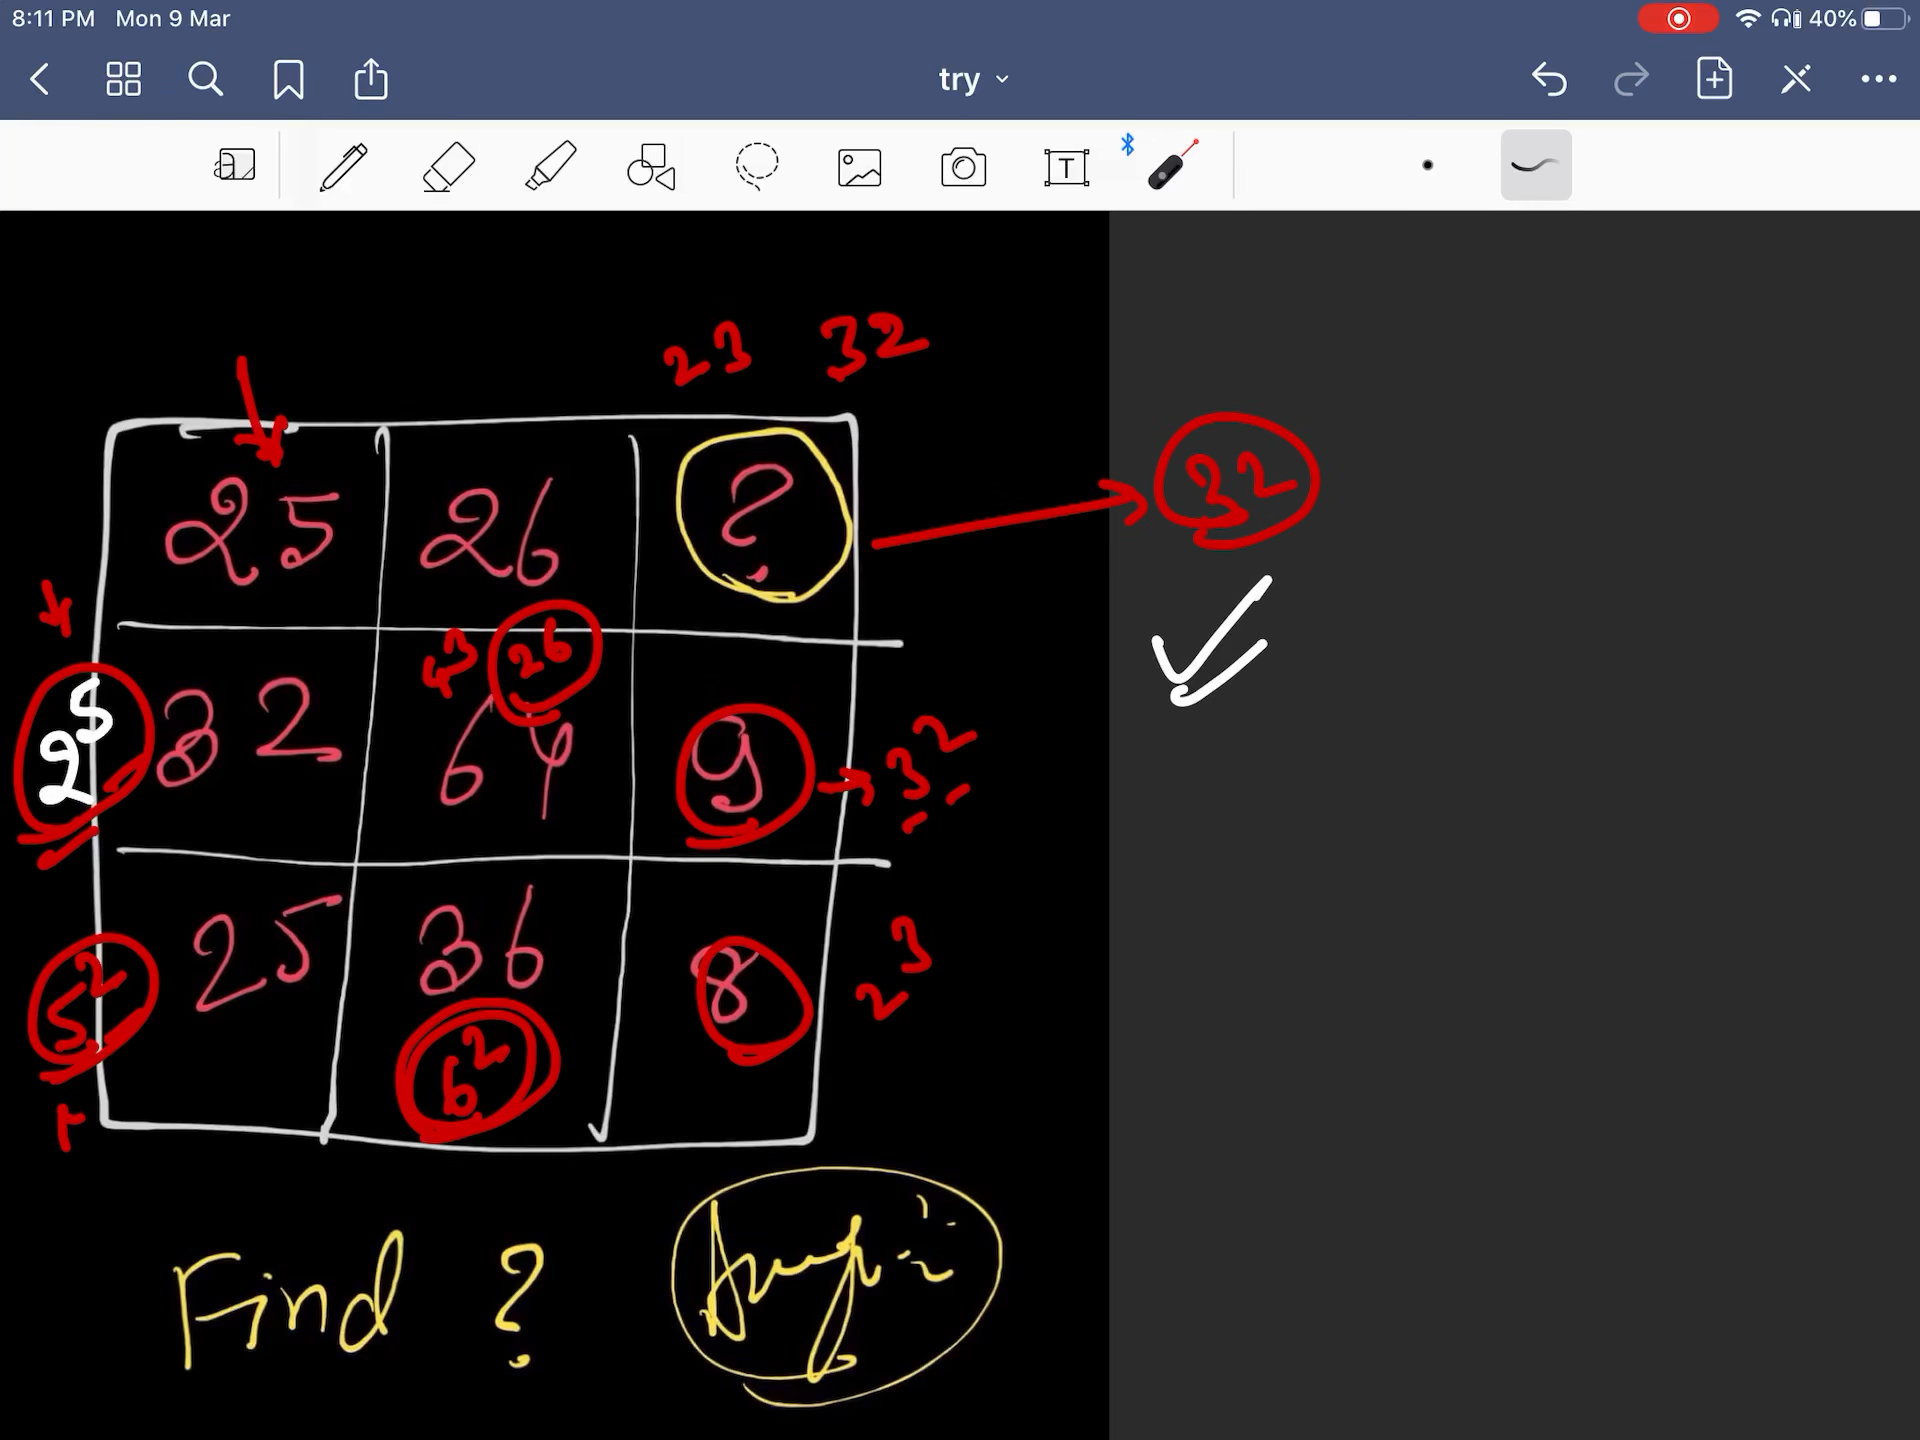 8:11 PM Mon 9 Mar 40%
try
T
23 32
25 26 ? 32
4³ 2⁶
2⁵ 32 64 9 3²
5² 25 36 8 2³
6²
Find ?